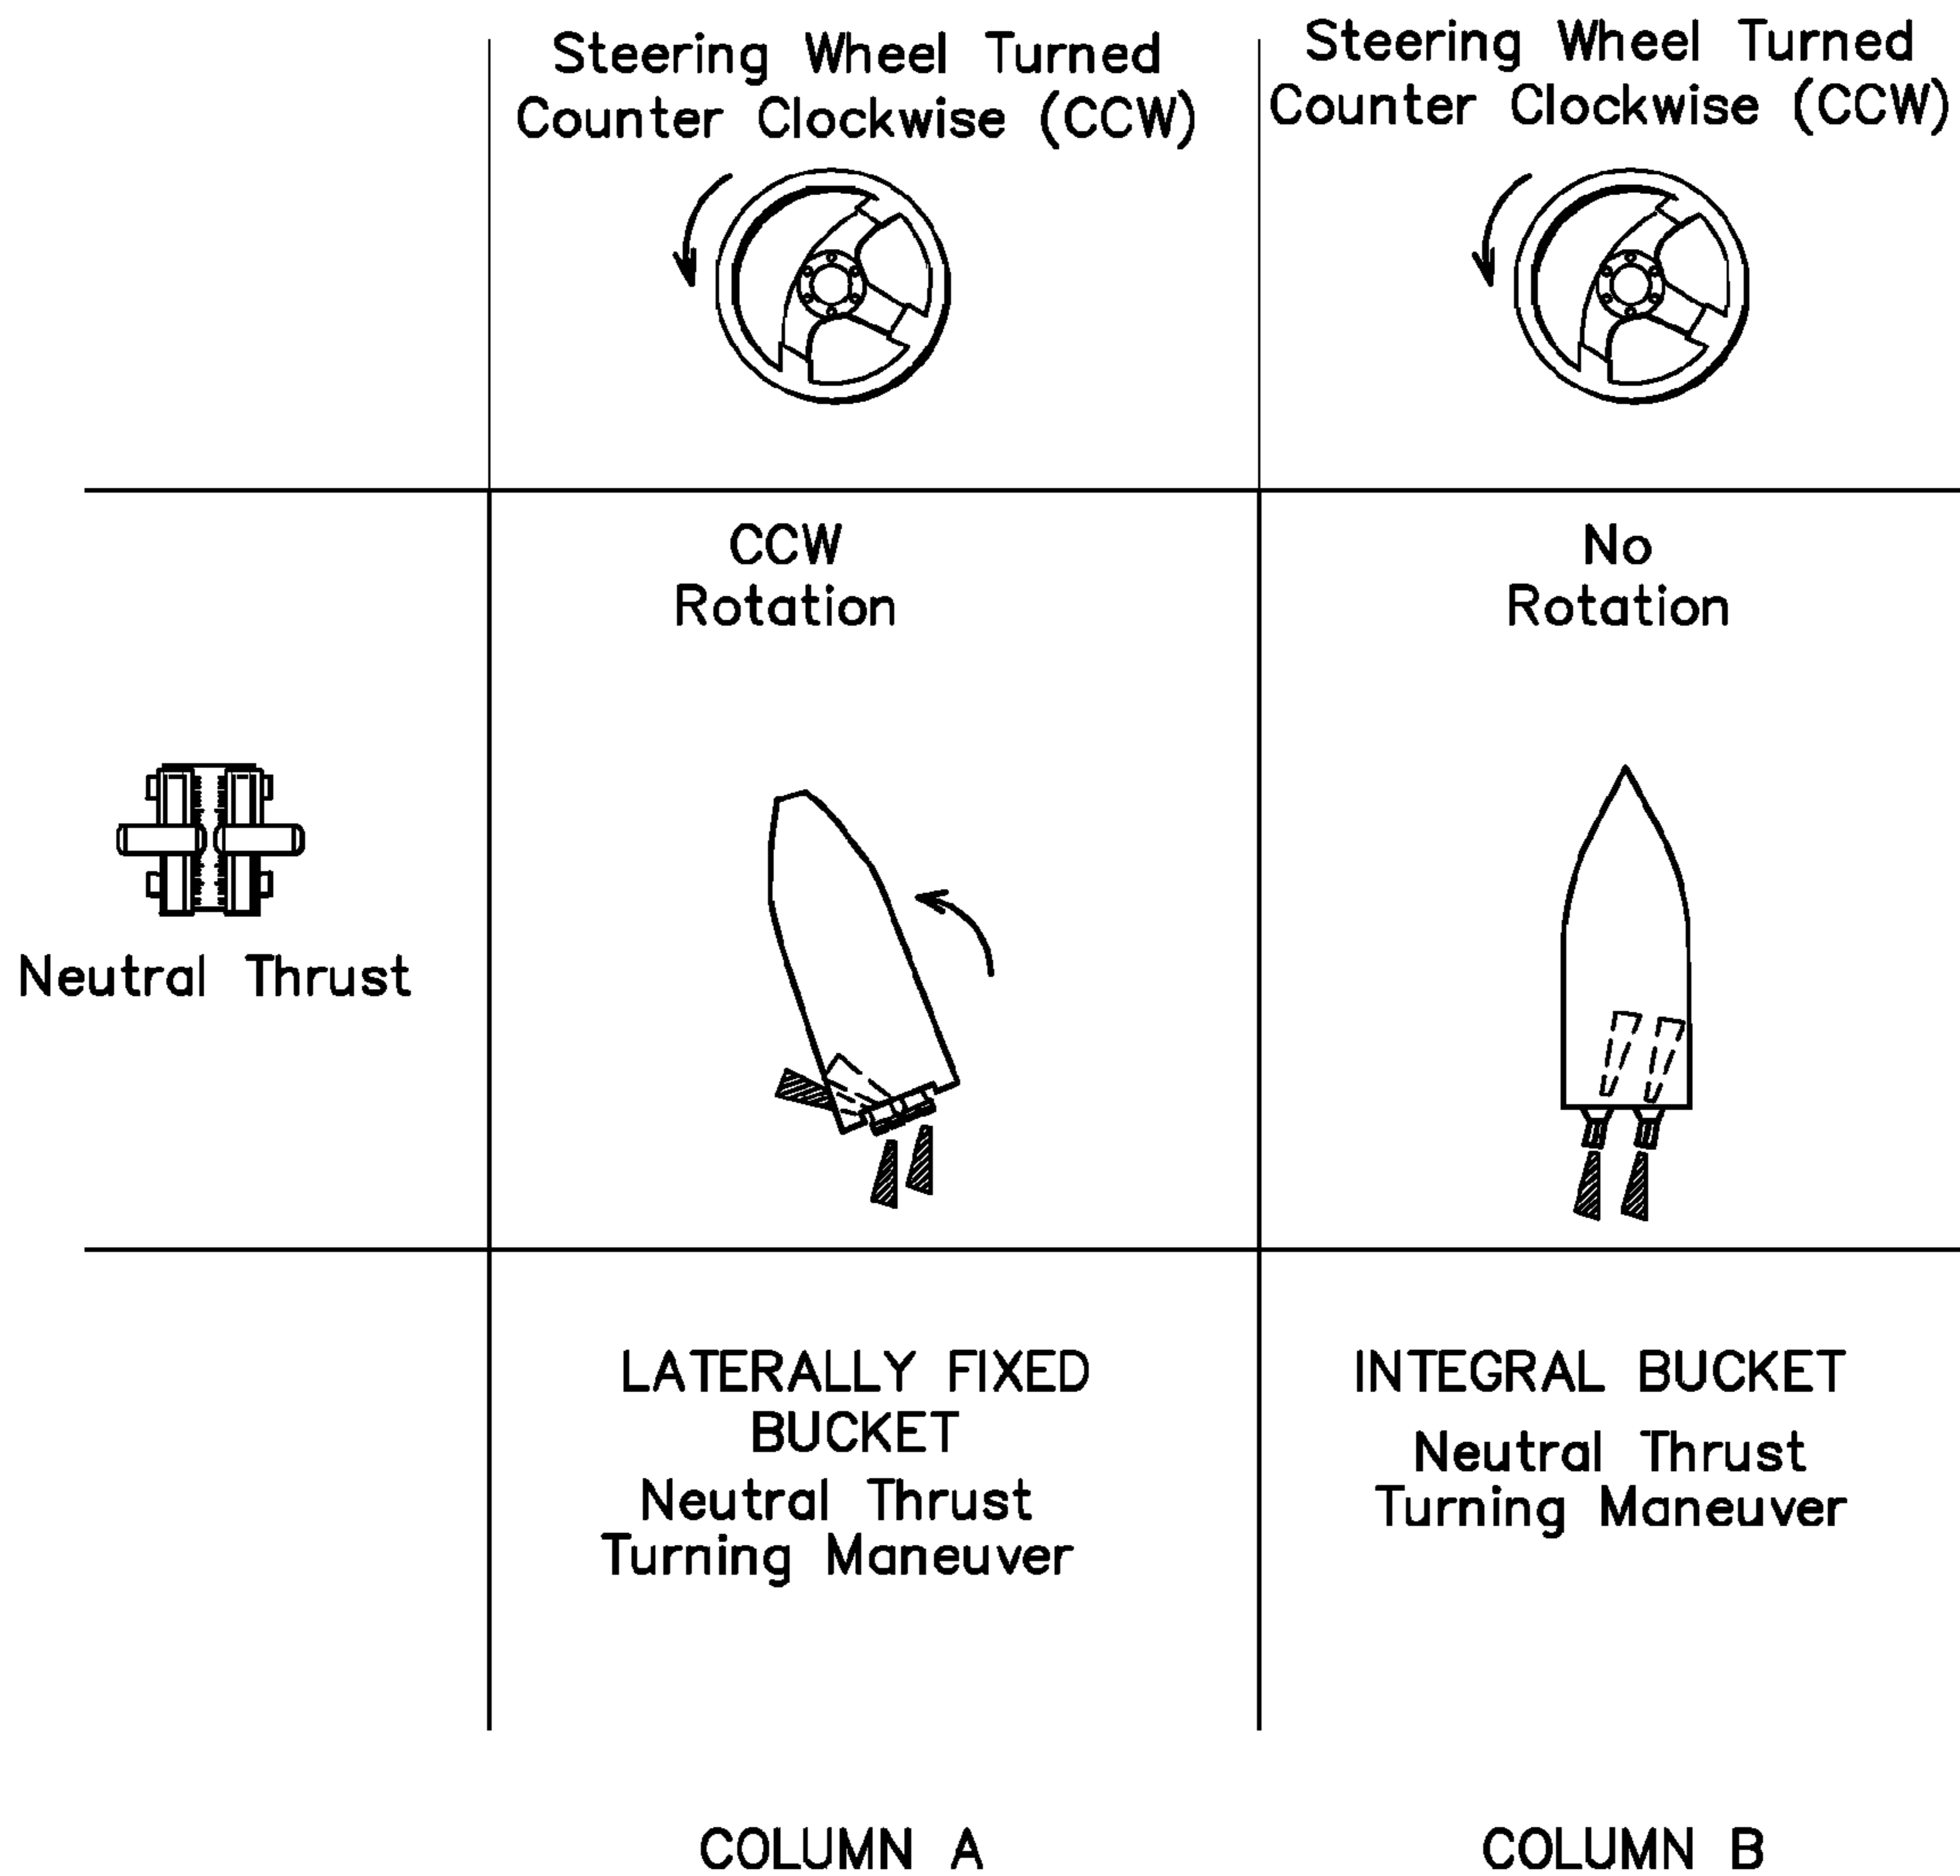 Steering Wheel Turned
Counter Clockwise (CCW)
Steering Wheel Turned
Counter Clockwise (CCW)
Neutral Thrust
CCW
Rotation
No
Rotation
LATERALLY FIXED
BUCKET
Neutral Thrust
Turning Maneuver
INTEGRAL BUCKET
Neutral Thrust
Turning Maneuver
COLUMN A
COLUMN B